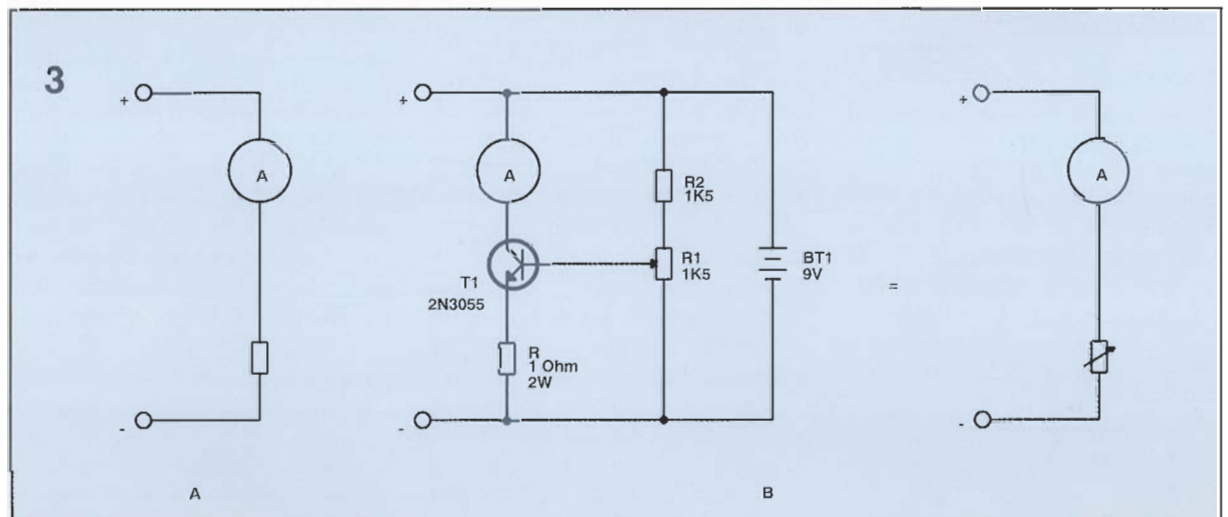 3
+
A
-
A
+
A
T1
2N3055
R
1 Ohm
2W
R2
1K5
R1
1K5
BT1
9V
-
B
=
+
A
-